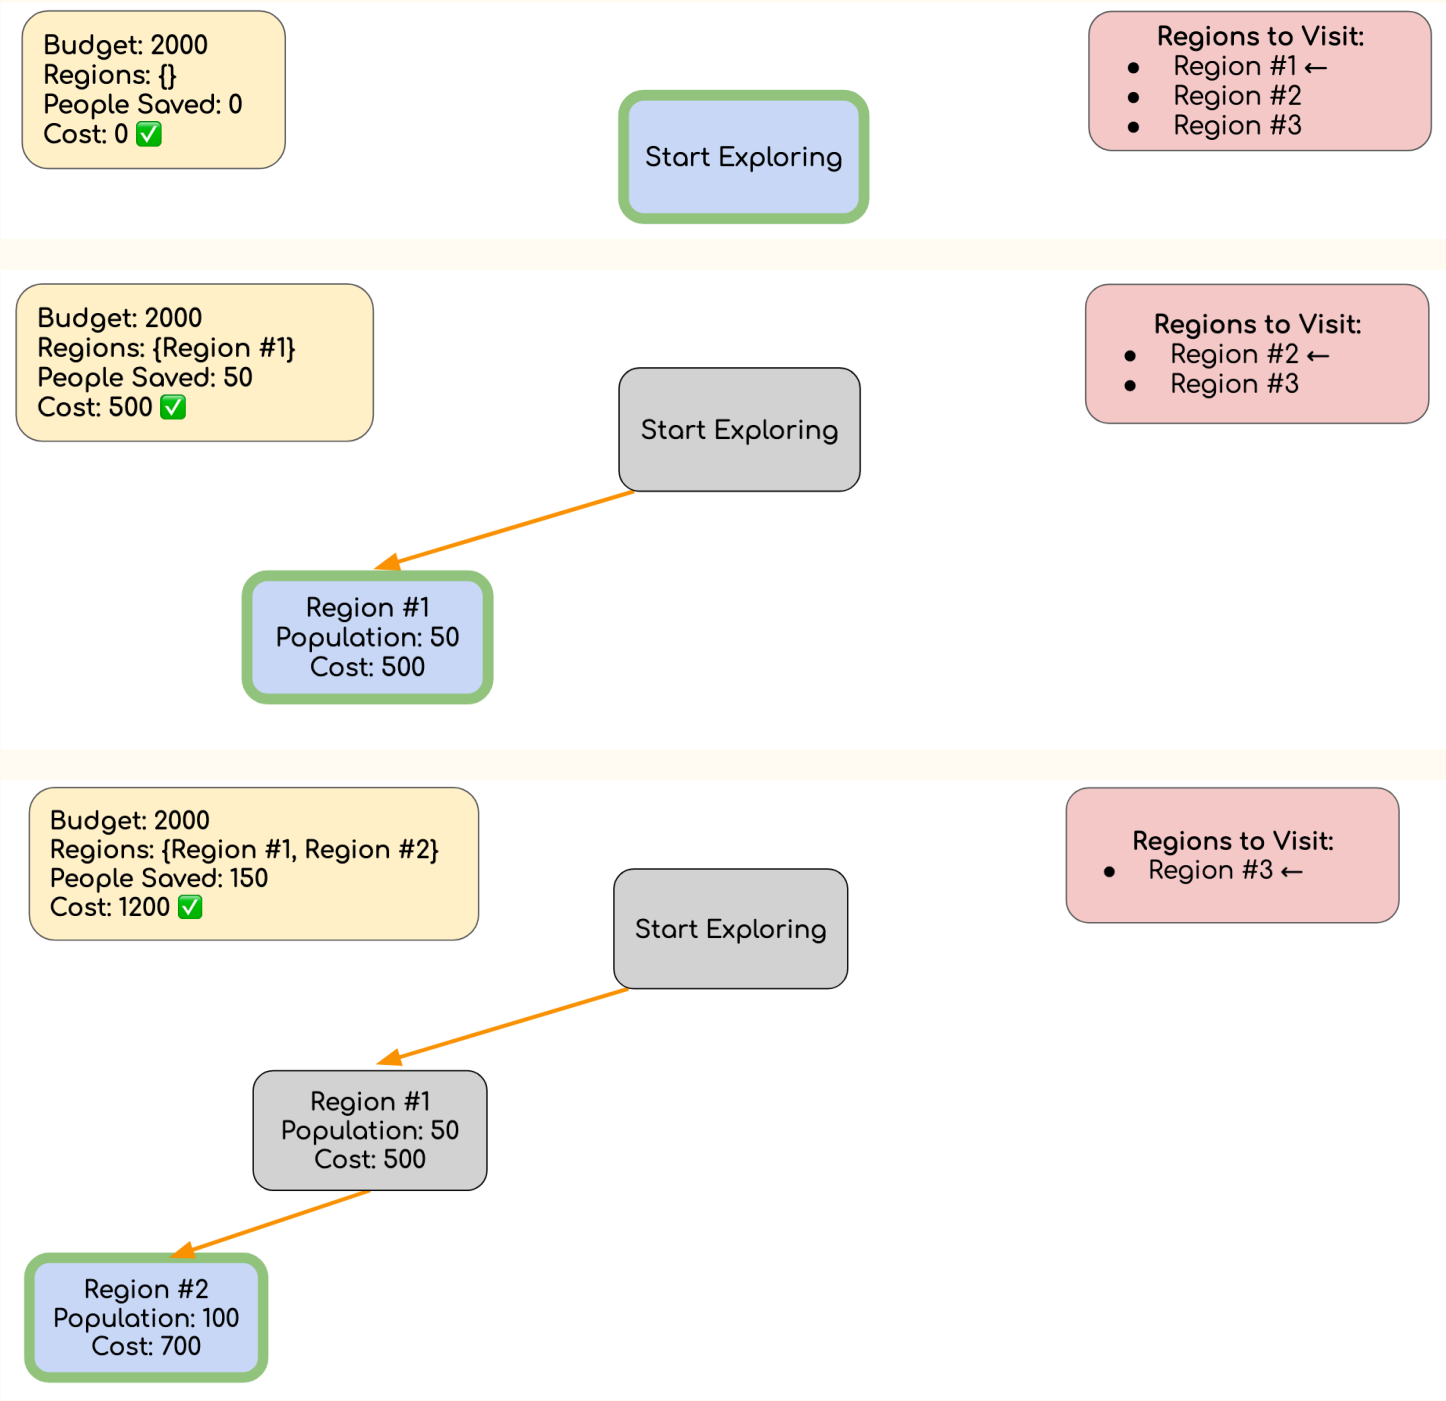 Budget: 2000
Regions: {}
People Saved: 0
Cost: 0 ✅
Start Exploring
Regions to Visit:
● Region #1 ←
● Region #2
● Region #3
Budget: 2000
Regions: {Region #1}
People Saved: 50
Cost: 500 ✅
Start Exploring
Regions to Visit:
● Region #2 ←
● Region #3
Region #1
Population: 50
Cost: 500
Budget: 2000
Regions: {Region #1, Region #2}
People Saved: 150
Cost: 1200 ✅
Start Exploring
Regions to Visit:
● Region #3 ←
Region #1
Population: 50
Cost: 500
Region #2
Population: 100
Cost: 700